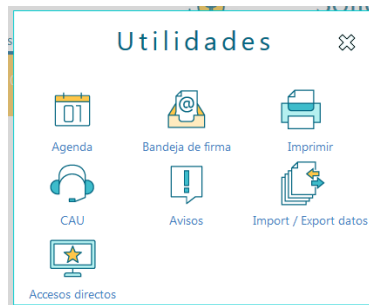 Utilidades
01
Agenda
Bandeja de firma
Imprimir
CAU
Avisos
Import / Export datos
Accesos directos